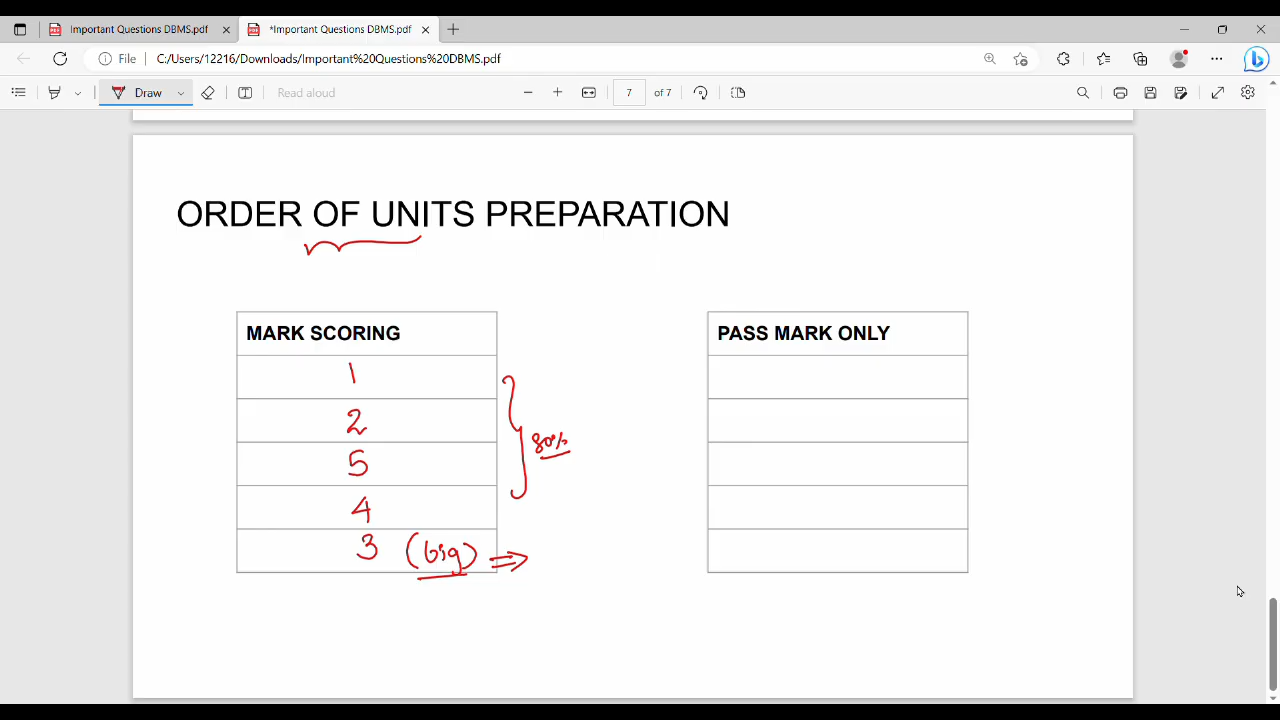 Important Questions DBMS.pdf
*Important Questions DBMS.pdf
File C:/Users/12216/Downloads/Important%20Questions%20DBMS.pdf
Draw
Read aloud
7 of 7
ORDER OF UNITS PREPARATION
MARK SCORING
1
2
5
4
3 (big) ⇒
80%
PASS MARK ONLY